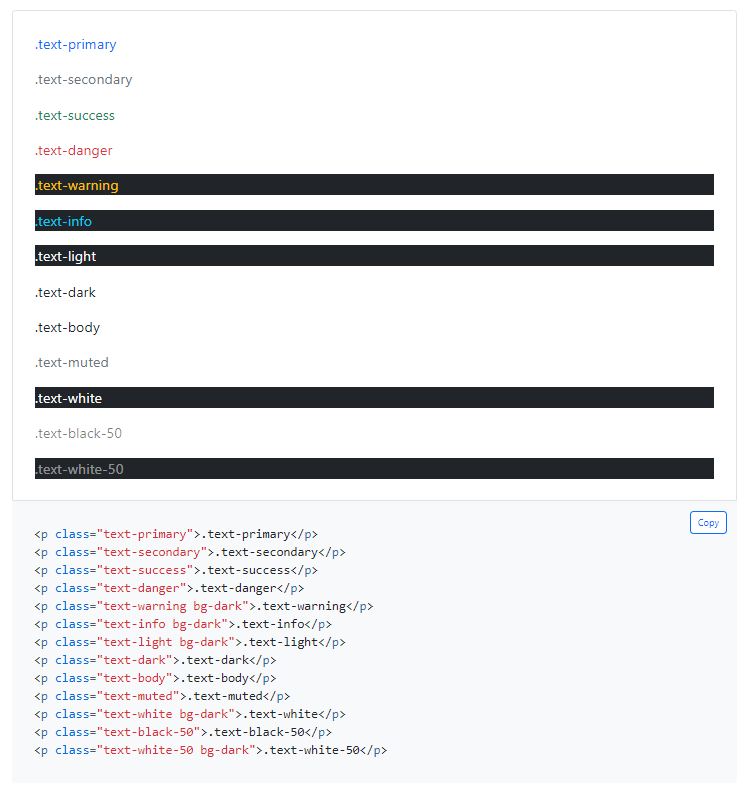 .text-primary
.text-secondary
.text-success
.text-danger
.text-warning
.text-info
.text-light
.text-dark
.text-body
.text-muted
.text-white
.text-black-50
.text-white-50
Copy
<p class="text-primary">.text-primary</p>
<p class="text-secondary">.text-secondary</p>
<p class="text-success">.text-success</p>
<p class="text-danger">.text-danger</p>
<p class="text-warning bg-dark">.text-warning</p>
<p class="text-info bg-dark">.text-info</p>
<p class="text-light bg-dark">.text-light</p>
<p class="text-dark">.text-dark</p>
<p class="text-body">.text-body</p>
<p class="text-muted">.text-muted</p>
<p class="text-white bg-dark">.text-white</p>
<p class="text-black-50">.text-black-50</p>
<p class="text-white-50 bg-dark">.text-white-50</p>